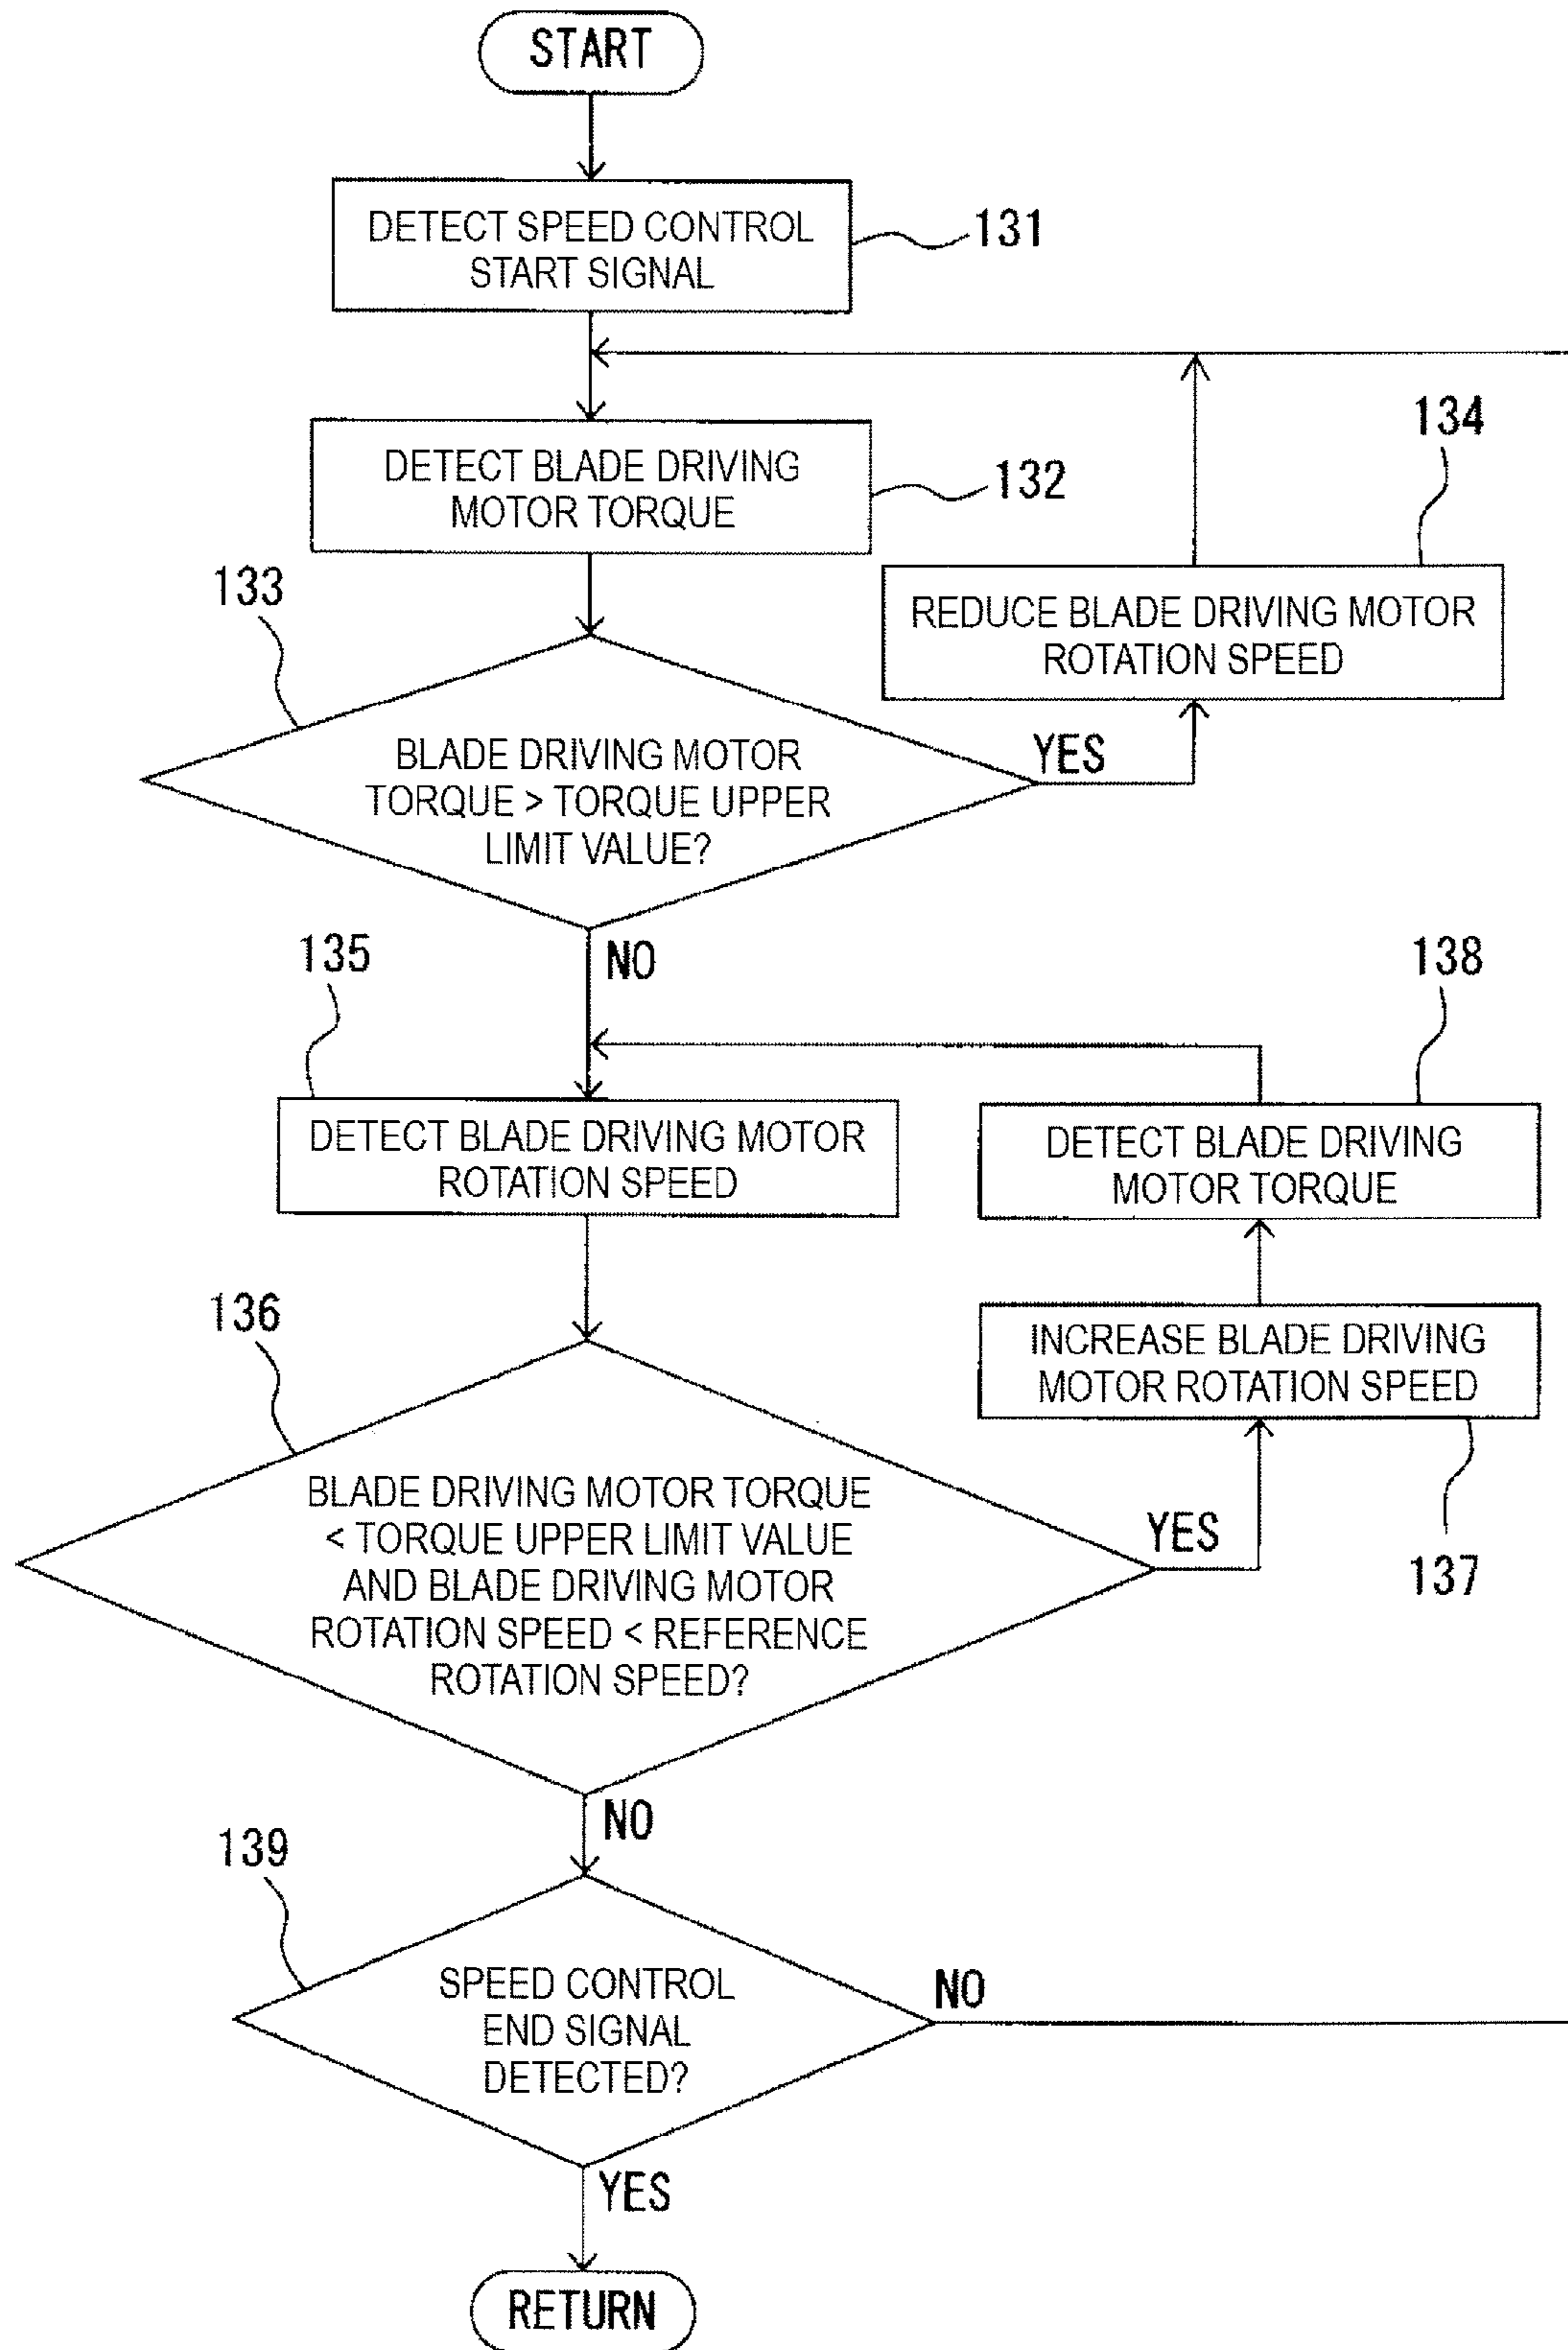 START
DETECT SPEED CONTROL
START SIGNAL
131
DETECT BLADE DRIVING
MOTOR TORQUE
132
133
BLADE DRIVING MOTOR
TORQUE > TORQUE UPPER
LIMIT VALUE?
YES
134
REDUCE BLADE DRIVING MOTOR
ROTATION SPEED
NO
135
DETECT BLADE DRIVING MOTOR
ROTATION SPEED
138
DETECT BLADE DRIVING
MOTOR TORQUE
INCREASE BLADE DRIVING
MOTOR ROTATION SPEED
137
136
BLADE DRIVING MOTOR TORQUE
< TORQUE UPPER LIMIT VALUE
AND BLADE DRIVING MOTOR
ROTATION SPEED < REFERENCE
ROTATION SPEED?
YES
NO
139
SPEED CONTROL
END SIGNAL
DETECTED?
NO
YES
RETURN